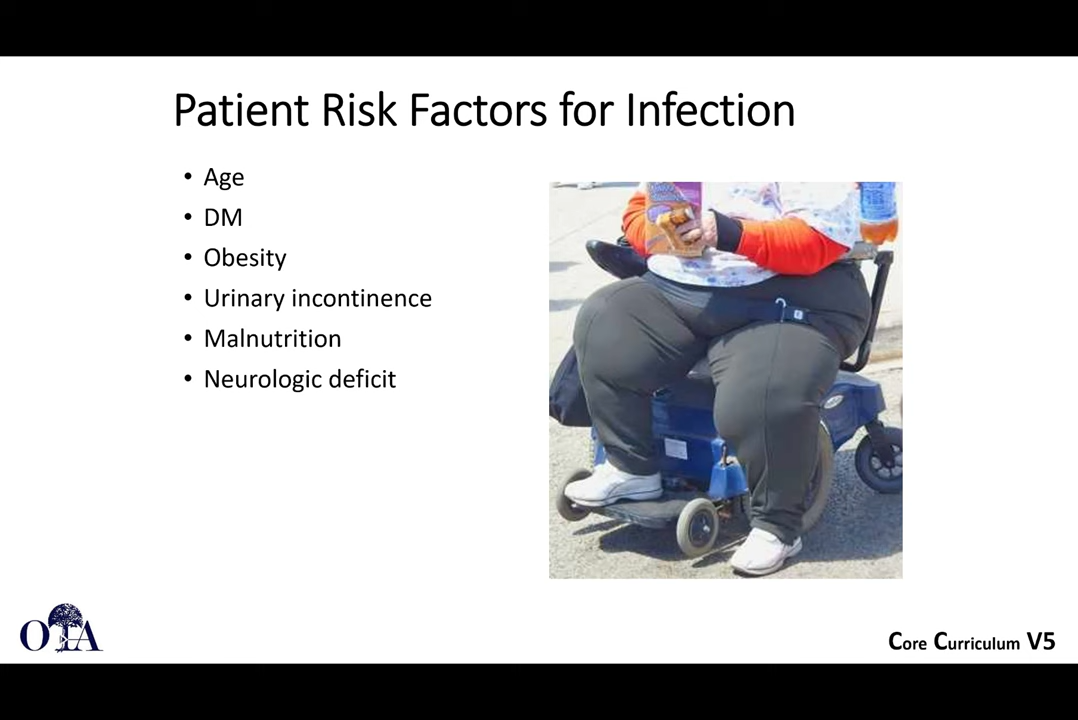 Patient Risk Factors for Infection
• Age
• DM
• Obesity
• Urinary incontinence
• Malnutrition
• Neurologic deficit
OTA
Core Curriculum V5